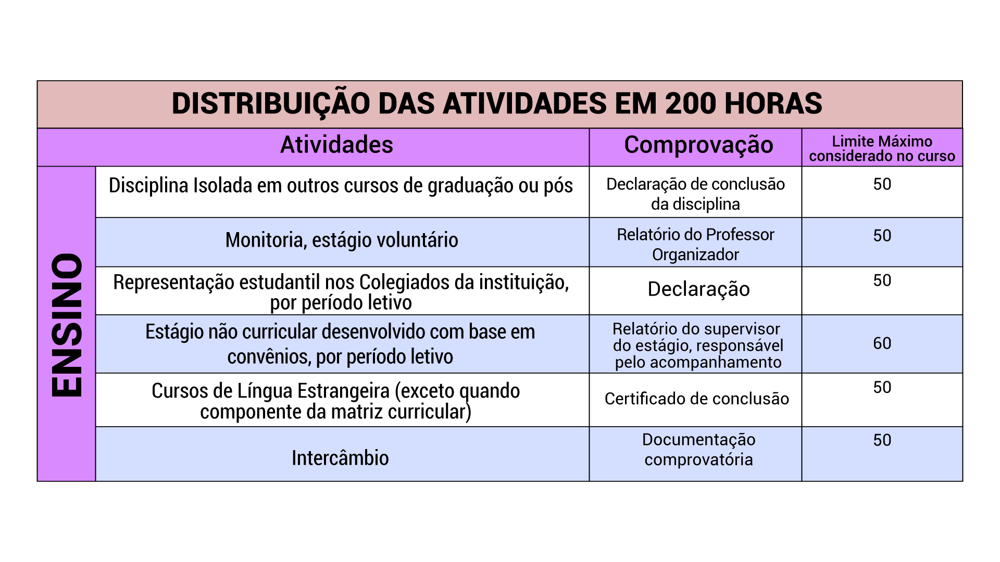 DISTRIBUIÇÃO DAS ATIVIDADES EM 200 HORAS
Atividades
Comprovação
Limite Máximo
considerado no curso
ENSINO
Disciplina Isolada em outros cursos de graduação ou pós
Declaração de conclusão
da disciplina
50
Monitoria, estágio voluntário
Relatório do Professor
Organizador
50
Representação estudantil nos Colegiados da instituição,
por período letivo
Declaração
50
Estágio não curricular desenvolvido com base em
convênios, por período letivo
Relatório do supervisor
do estágio, responsável
pelo acompanhamento
60
Cursos de Língua Estrangeira (exceto quando
componente da matriz curricular)
Certificado de conclusão
50
Intercâmbio
Documentação
comprovatória
50